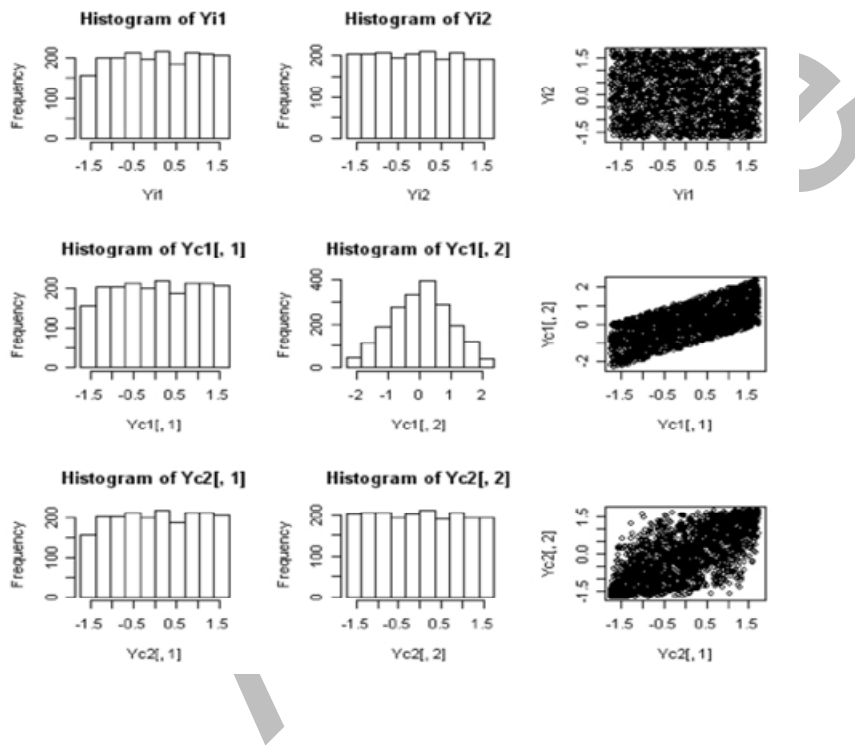 Histogram of Yi1
Frequency
0 100 200
-1.5 -0.5 0.5 1.5
Yi1
Histogram of Yi2
Frequency
0 100 200
-1.5 -0.5 0.5 1.5
Yi2
Yi2
-1.5 0.0 1.5
-1.5 0.0 1.5
Yi1
Histogram of Yc1[, 1]
Frequency
0 100 200
-1.5 -0.5 0.5 1.5
Yc1[, 1]
Histogram of Yc1[, 2]
Frequency
0 200 400
-2 -1 0 1 2
Yc1[, 2]
Yc1[, 2]
-2 0 1 2
-1.5 0.0 1.5
Yc1[, 1]
Histogram of Yc2[, 1]
Frequency
0 100 200
-1.5 -0.5 0.5 1.5
Yc2[, 1]
Histogram of Yc2[, 2]
Frequency
0 100 200
-1.5 -0.5 0.5 1.5
Yc2[, 2]
Yc2[, 2]
-1.5 0.0 1.5
-1.5 0.0 1.5
Yc2[, 1]